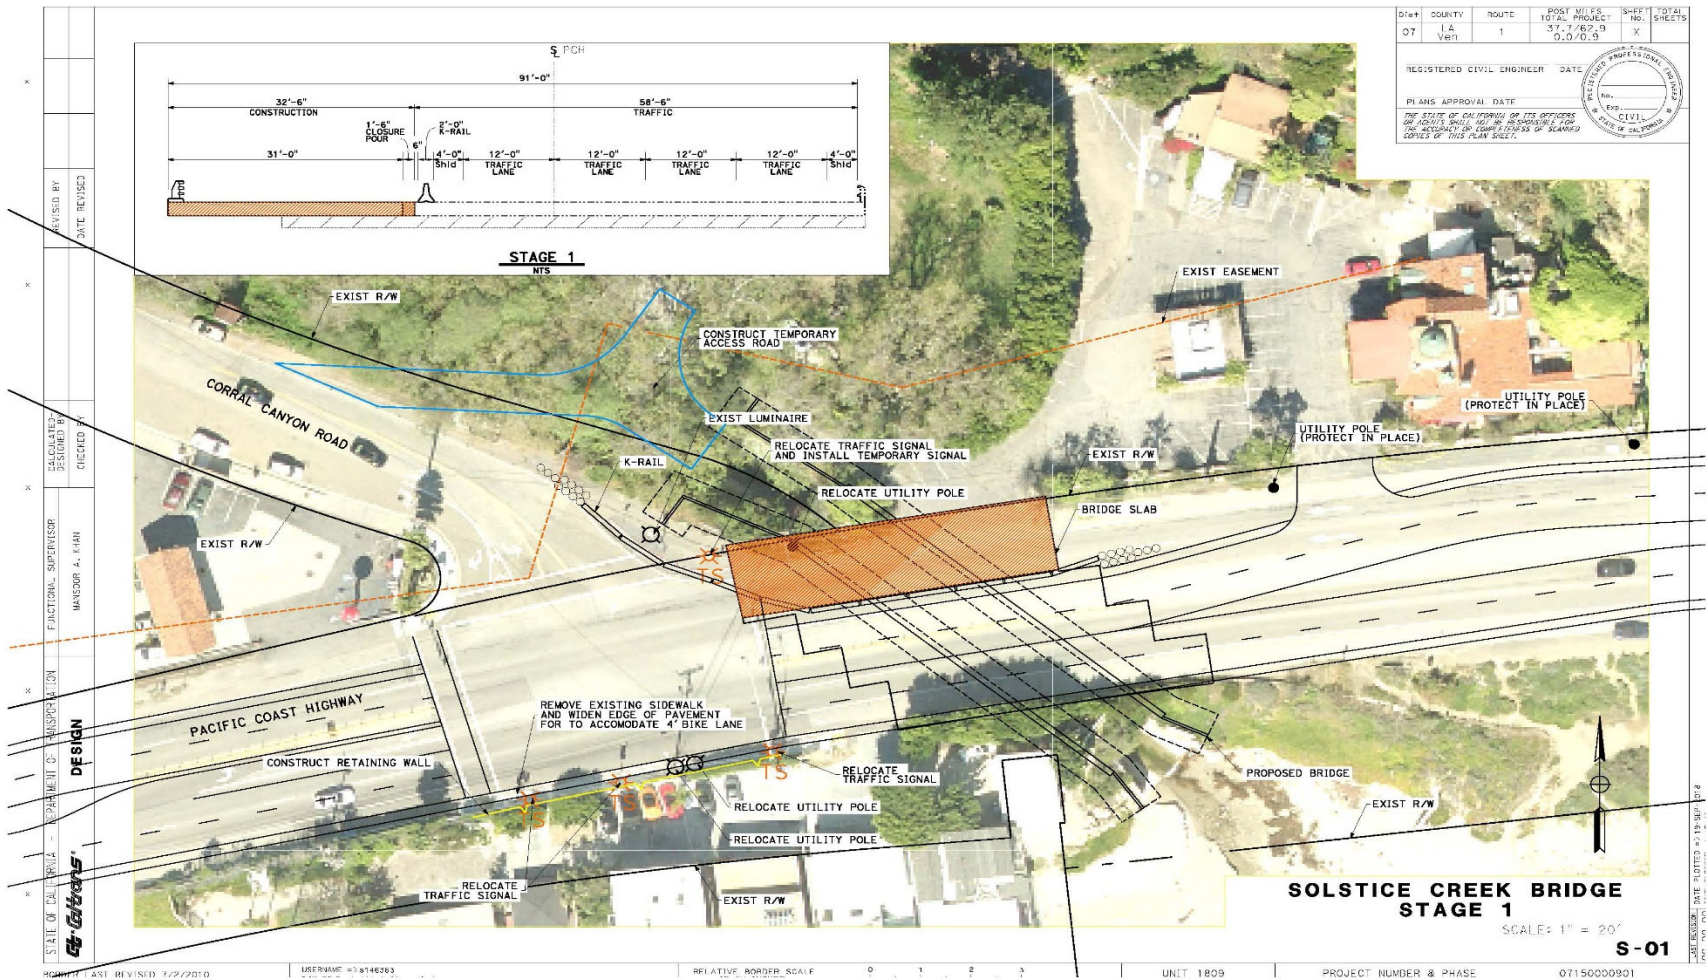 Dist COUNTY ROUTE POST MILES TOTAL PROJECT SHEET No. TOTAL SHEETS
07 LA Ven 1 37.7/62.9 0.0/0.9 X
REGISTERED CIVIL ENGINEER DATE
PLANS APPROVAL DATE
THE STATE OF CALIFORNIA OR ITS OFFICERS
OR AGENTS SHALL NOT BE RESPONSIBLE FOR
THE ACCURACY OR COMPLETENESS OF SCANNED
COPIES OF THIS PLAN SHEET.
REGISTERED PROFESSIONAL ENGINEER
No.
Exp.
CIVIL
STATE OF CALIFORNIA
PCH
91'-0"
32'-6"
CONSTRUCTION
58'-6"
TRAFFIC
1'-6"
CLOSURE
POUR
6"
2'-0"
K-RAIL
31'-0"
4'-0"
Shld
12'-0"
TRAFFIC
LANE
12'-0"
TRAFFIC
LANE
12'-0"
TRAFFIC
LANE
12'-0"
TRAFFIC
LANE
4'-0"
Shld
STAGE 1
NTS
EXIST R/W
EXIST EASEMENT
CONSTRUCT TEMPORARY
ACCESS ROAD
CORRAL CANYON ROAD
EXIST LUMINAIRE
UTILITY POLE
(PROTECT IN PLACE)
UTILITY POLE
(PROTECT IN PLACE)
RELOCATE TRAFFIC SIGNAL
AND INSTALL TEMPORARY SIGNAL
K-RAIL
EXIST R/W
RELOCATE UTILITY POLE
BRIDGE SLAB
EXIST R/W
TS
PACIFIC COAST HIGHWAY
REMOVE EXISTING SIDEWALK
AND WIDEN EDGE OF PAVEMENT
FOR TO ACCOMODATE 4' BIKE LANE
CONSTRUCT RETAINING WALL
TS
TS
TS
RELOCATE
TRAFFIC SIGNAL
PROPOSED BRIDGE
RELOCATE UTILITY POLE
EXIST R/W
RELOCATE UTILITY POLE
RELOCATE
TRAFFIC SIGNAL
EXIST R/W
SOLSTICE CREEK BRIDGE
STAGE 1
SCALE: 1" = 20'
S-01
REVISED BY
DATE REVISED
CALCULATED-
DESIGNED BY
CHECKED BY
FUNCTIONAL SUPERVISOR
MANSOOR A. KHAN
STATE OF CALIFORNIA - DEPARTMENT OF TRANSPORTATION
DESIGN
Caltrans
BORDER LAST REVISED 7/2/2010
USERNAME =>
RELATIVE BORDER SCALE
0 1 2 3
UNIT 1809
PROJECT NUMBER & PHASE
07150000901
LAST REVISION
DATE PLOTTED => 19-SEP-2018